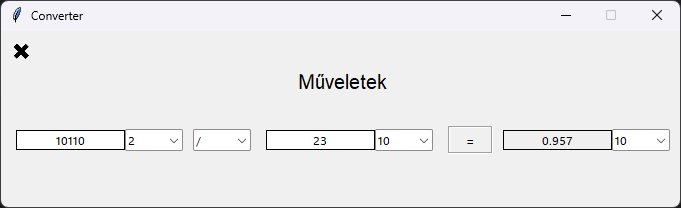 Converter
Műveletek
10110 2 / 23 10 = 0.957 10